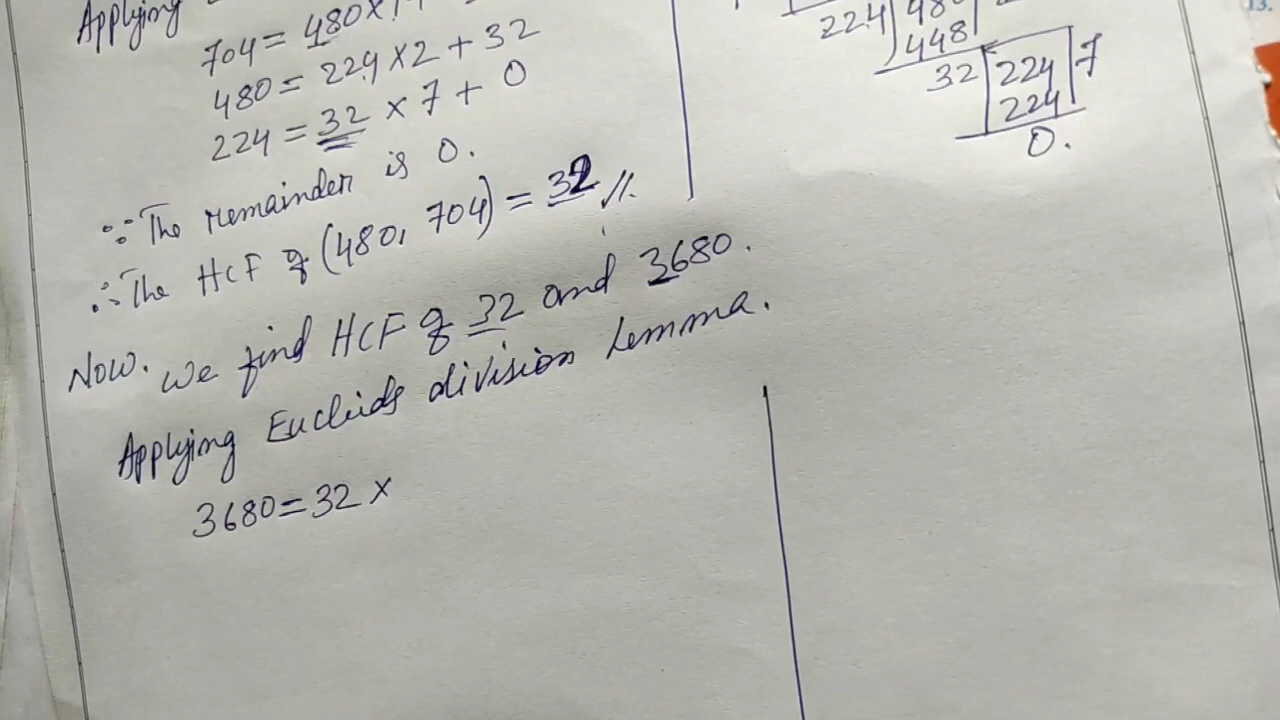 Applying
704 = 480 ×
480 = 224 × 2 + 32
224 = 32 × 7 + 0
∵ The remainder is 0.
∴ The HCF of (480, 704) = 32 //.
Now. we find HCF of 32 and 3680.
Applying Euclids division Lemma.
3680 = 32 ×
224) 480
448
32 | 224 | 7
224
0.
13.